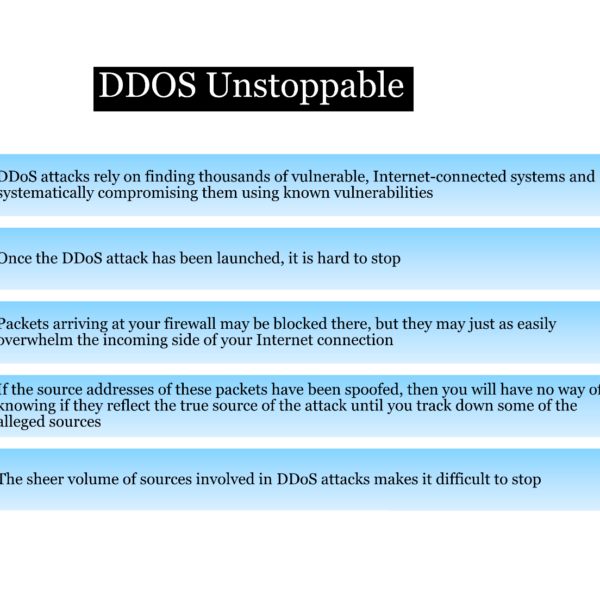 DDOS Unstoppable
DDoS attacks rely on finding thousands of vulnerable, Internet-connected systems and
systematically compromising them using known vulnerabilities
Once the DDoS attack has been launched, it is hard to stop
Packets arriving at your firewall may be blocked there, but they may just as easily
overwhelm the incoming side of your Internet connection
If the source addresses of these packets have been spoofed, then you will have no way of
knowing if they reflect the true source of the attack until you track down some of the
alleged sources
The sheer volume of sources involved in DDoS attacks makes it difficult to stop